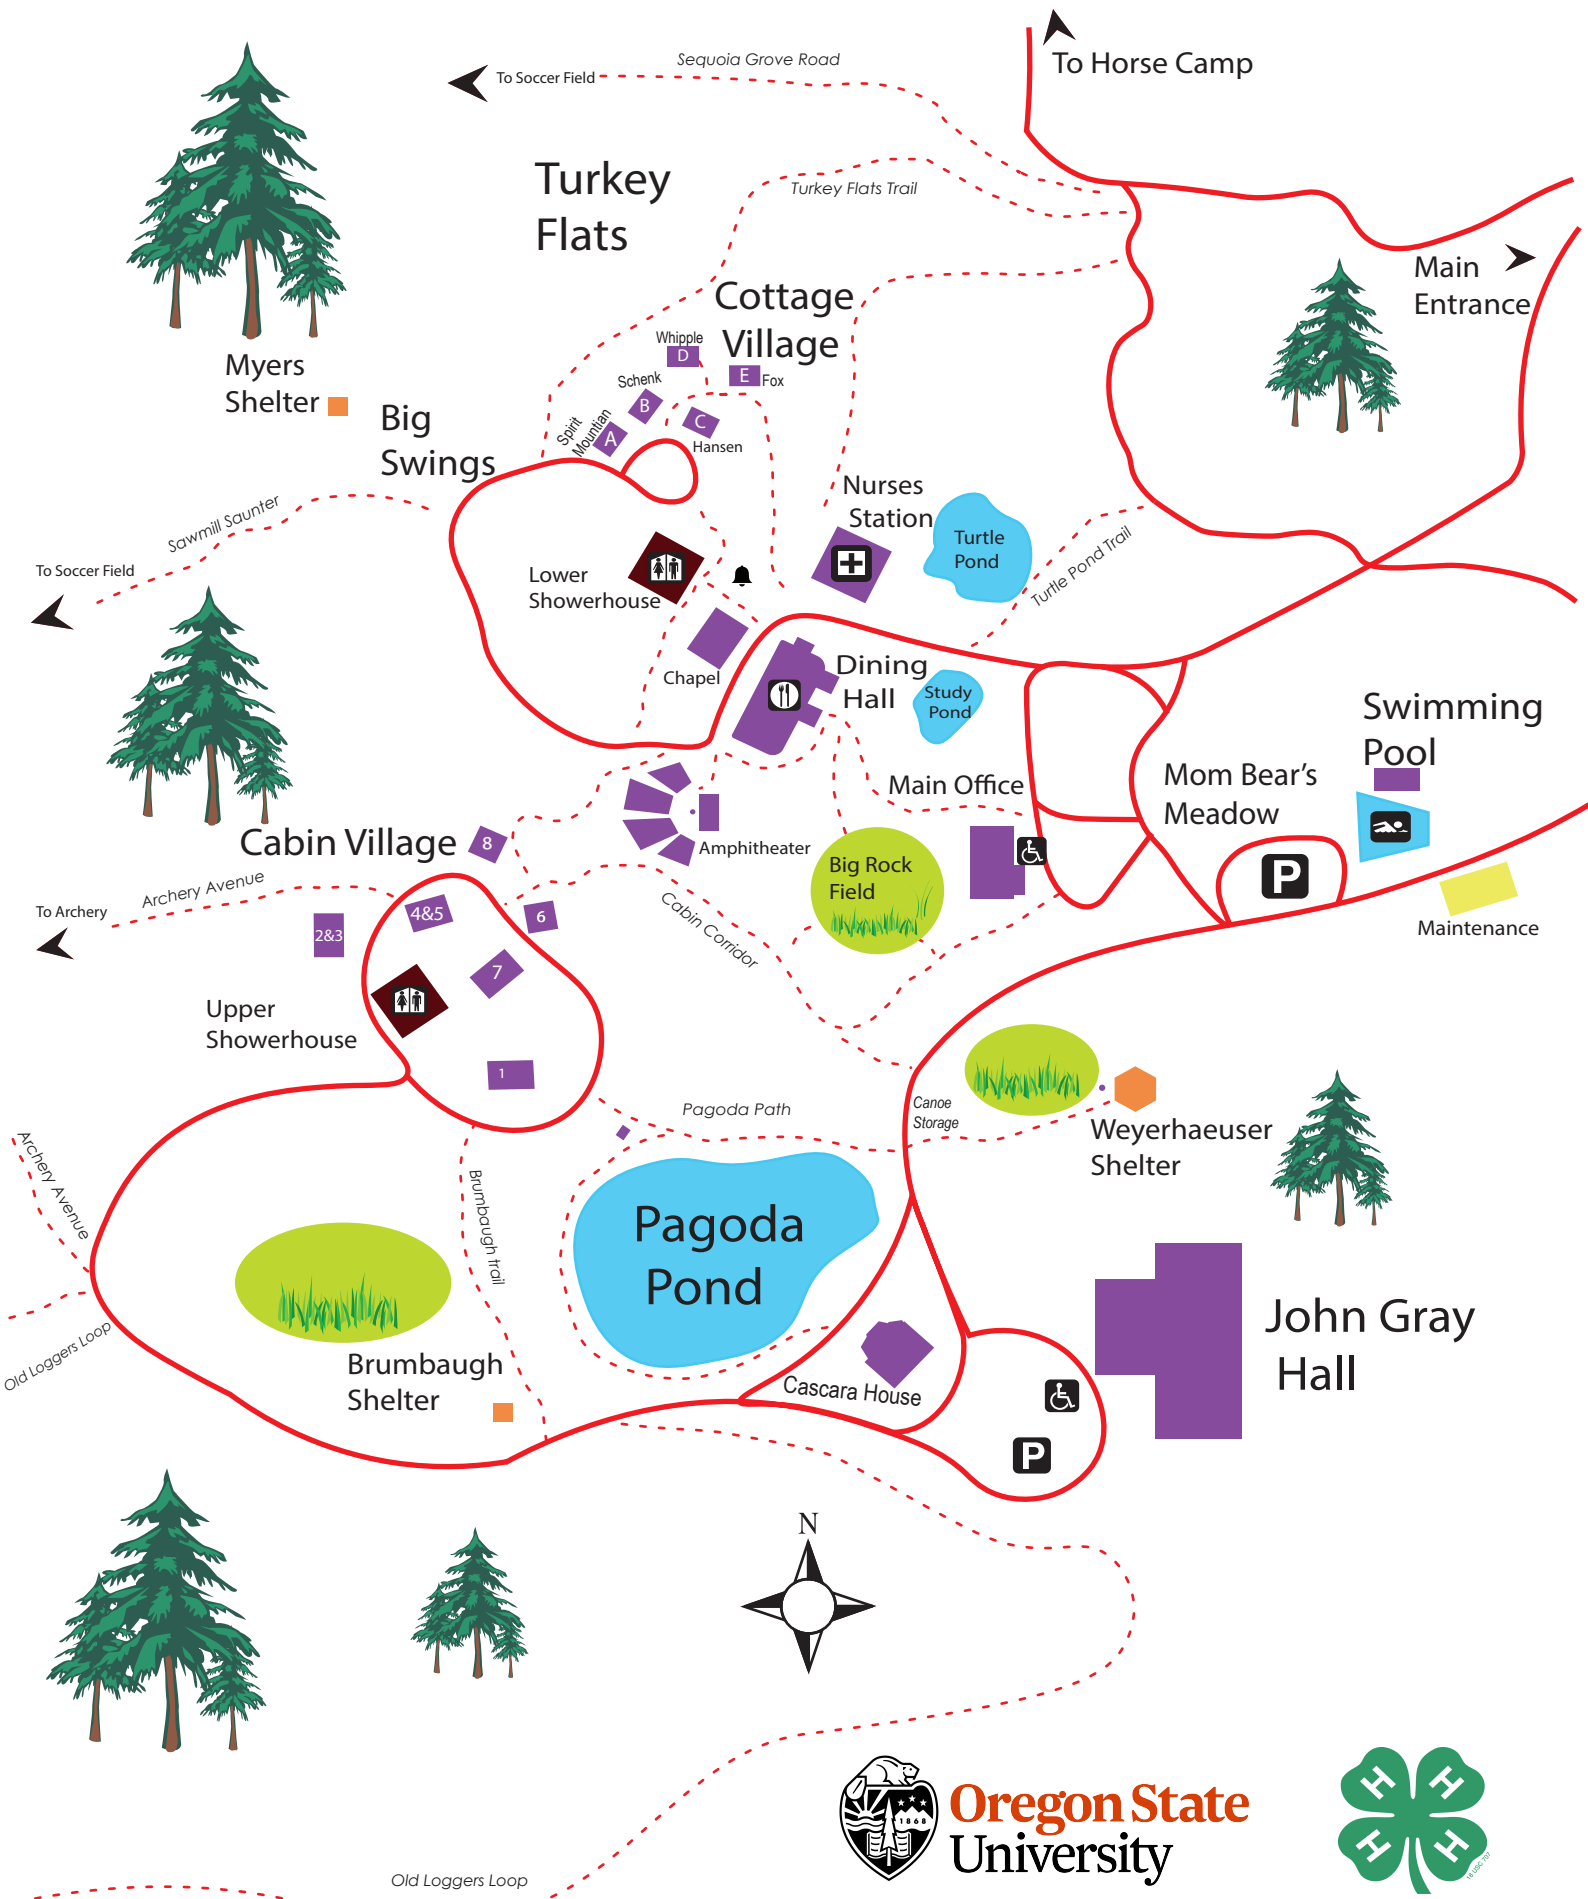 Sequoia Grove Road
To Soccer Field
To Horse Camp
Turkey
Flats
Turkey Flats Trail
Main
Entrance
Cottage
Village
Whipple
D
E
Fox
Schenk
B
C
Hansen
Spirit
Mountian
A
Myers
Shelter
Big
Swings
Sawmill Saunter
To Soccer Field
Nurses
Station
Turtle
Pond
Turtle Pond Trail
Lower
Showerhouse
Chapel
Dining
Hall
Study
Pond
Swimming
Pool
Mom Bear's
Meadow
P
Main Office
Maintenance
Cabin Village
8
Amphitheater
Big Rock
Field
Archery Avenue
To Archery
4&5
2&3
6
7
Cabin Corridor
Upper
Showerhouse
1
Pagoda Path
Canoe
Storage
Weyerhaeuser
Shelter
Archery Avenue
Brumbaugh trail
Pagoda
Pond
John Gray
Hall
Old Loggers Loop
Brumbaugh
Shelter
Cascara House
P
N
1868
Oregon State
University
H H
H H
18 USC 707
Old Loggers Loop